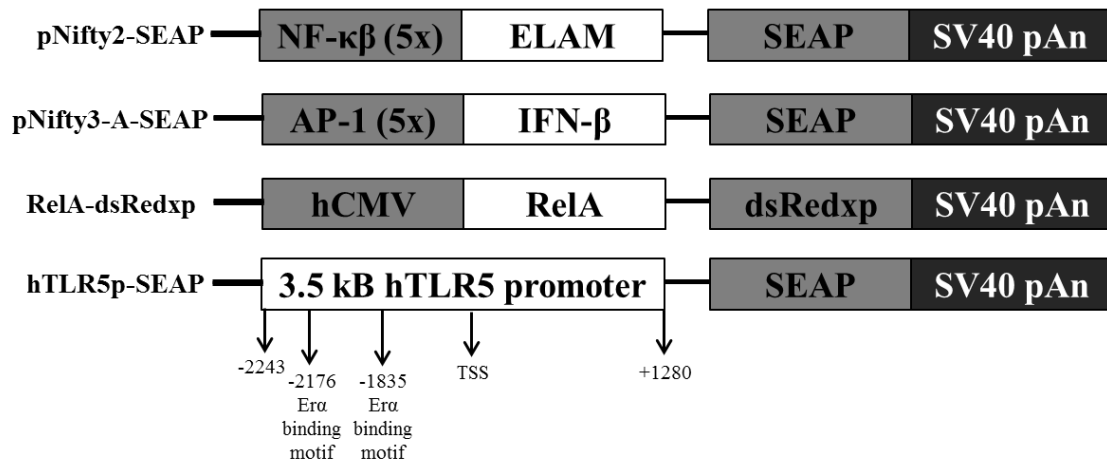 pNifty2-SEAP NF-κβ (5x) ELAM SEAP SV40 pAn
pNifty3-A-SEAP AP-1 (5x) IFN-β SEAP SV40 pAn
RelA-dsRedxp hCMV RelA dsRedxp SV40 pAn
hTLR5p-SEAP 3.5 kB hTLR5 promoter SEAP SV40 pAn
-2243 -2176 -1835 TSS +1280
Erα Erα
binding binding
motif motif